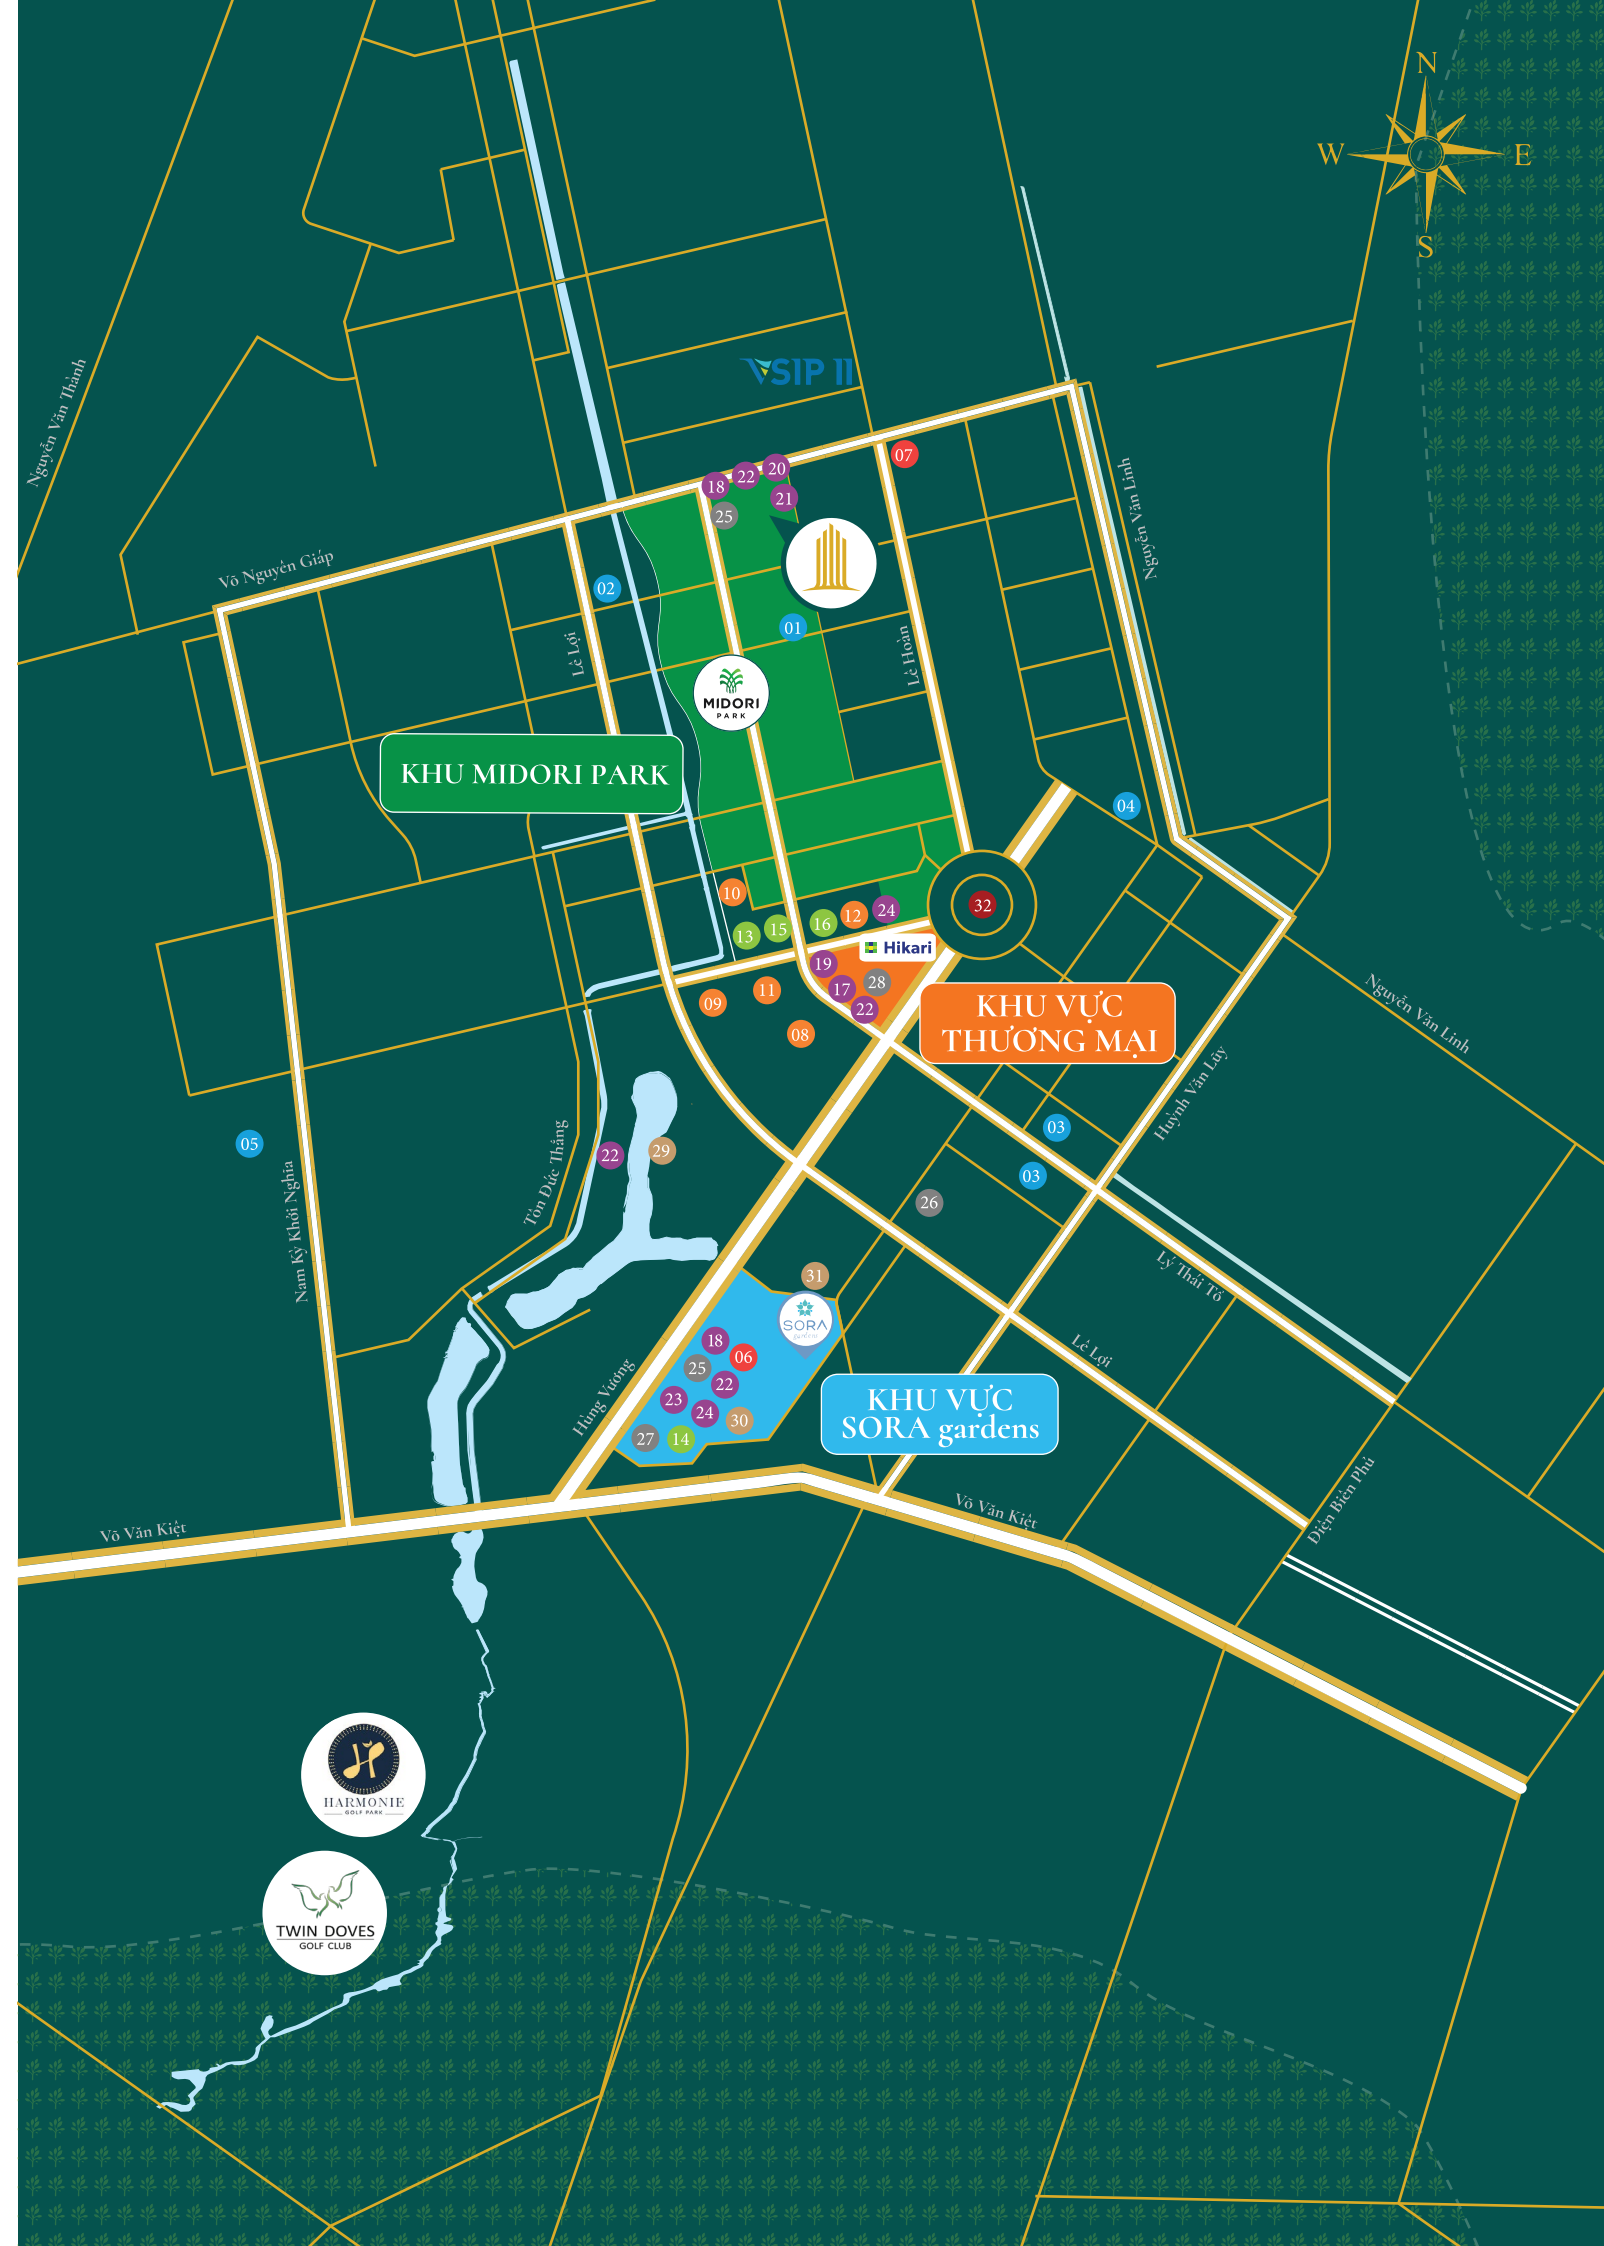 N
W
E
S
VSIP II
Nguyễn Văn Thành
07
20
22
18
21
25
Nguyễn Văn Linh
Võ Nguyên Giáp
02
01
Lê Lợi
Lê Hoàn
MIDORI
PARK
KHU MIDORI PARK
04
10
32
24
12
16
15
13
Hikari
19
28
17
22
11
09
08
KHU VỰC
THƯƠNG MẠI
Nguyễn Văn Linh
Huỳnh Văn Lũy
03
05
22
29
Tôn Đức Thắng
Nam Kỳ Khởi Nghĩa
03
26
Lý Thái Tổ
31
SORA
gardens
18
06
25
22
23
24
30
27
14
Hùng Vương
Lê Lợi
KHU VỰC
SORA gardens
Điện Biên Phủ
Võ Văn Kiệt
Võ Văn Kiệt
HARMONIE
GOLF PARK
TWIN DOVES
GOLF CLUB